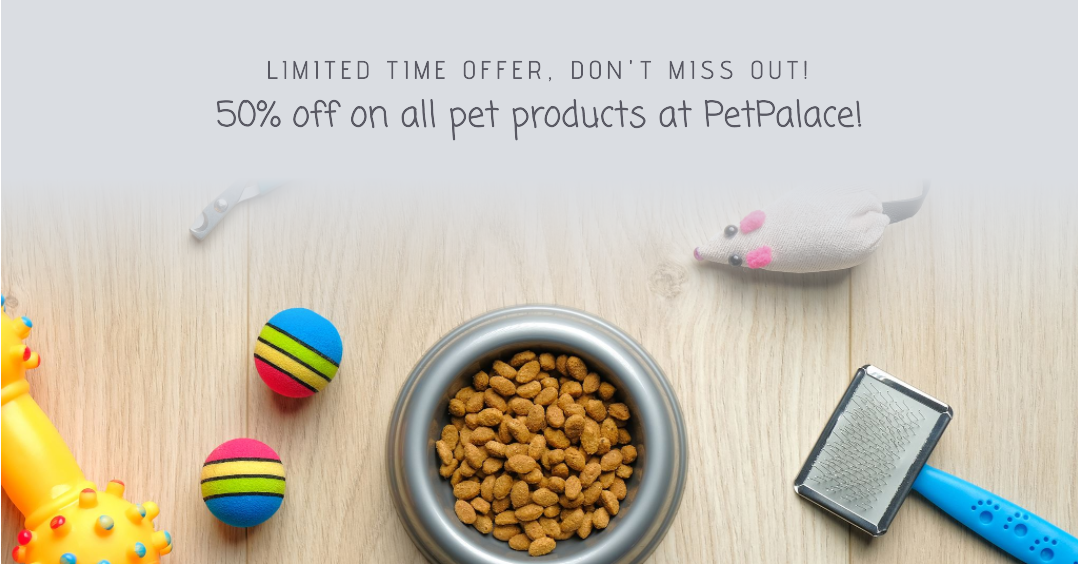 LIMITED TIME OFFER, DON'T MISS OUT!
50% off on all pet products at PetPalace!